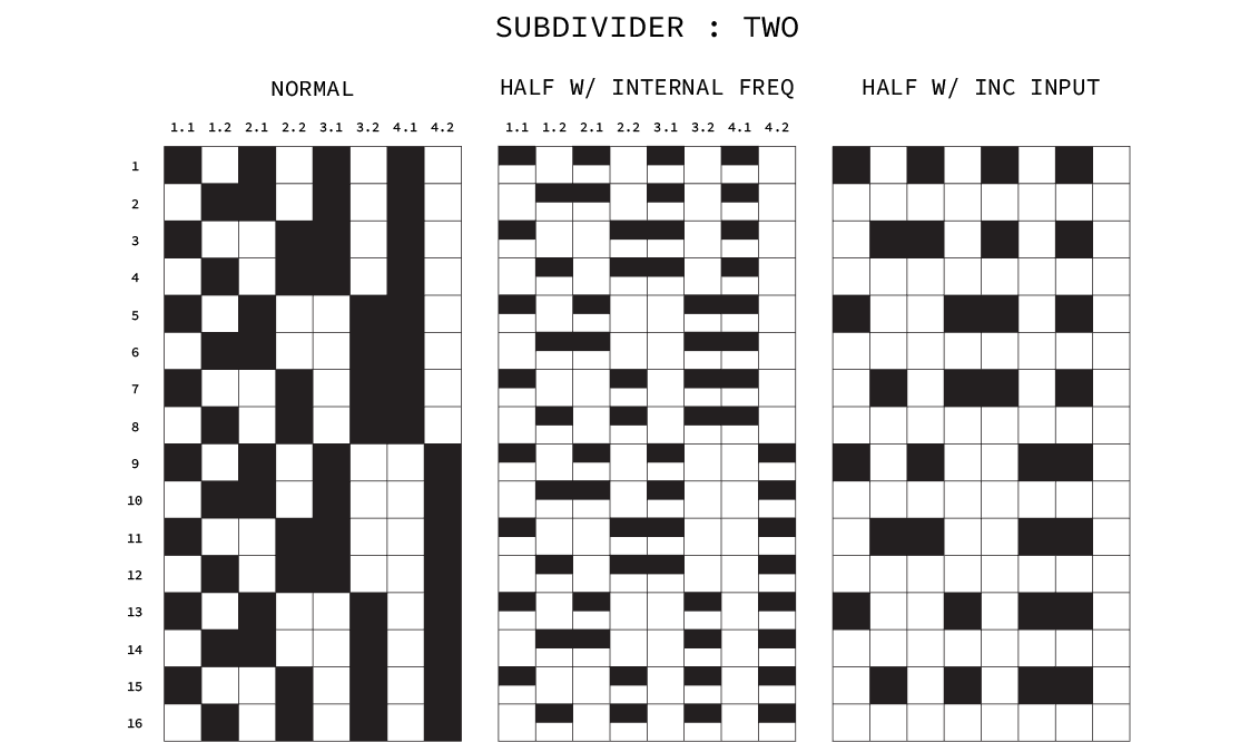 SUBDIVIDER : TWO
NORMAL
HALF W/ INTERNAL FREQ
HALF W/ INC INPUT
1.1 1.2 2.1 2.2 3.1 3.2 4.1 4.2
1.1 1.2 2.1 2.2 3.1 3.2 4.1 4.2
1
2
3
4
5
6
7
8
9
10
11
12
13
14
15
16